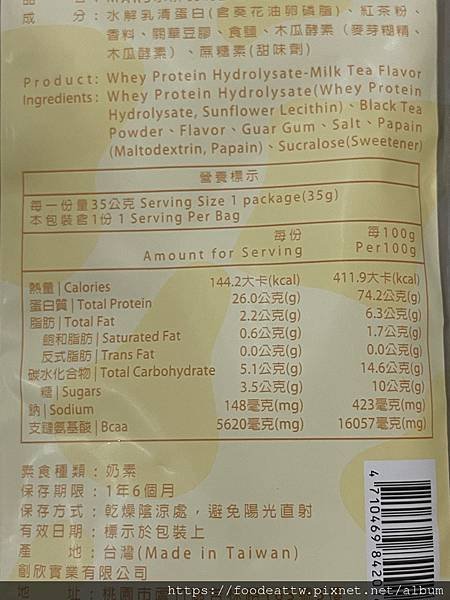 成分：水解乳清蛋白(含葵花油卵磷脂)、紅茶粉、
香料、關華豆膠、食鹽、木瓜酵素（麥芽糊精、
木瓜酵素）、蔗糖素(甜味劑)
Product: Whey Protein Hydrolysate-Milk Tea Flavor
Ingredients: Whey Protein Hydrolysate(Whey Protein
Hydrolysate, Sunflower Lecithin)、Black Tea
Powder、Flavor、Guar Gum、Salt、Papain
(Maltodextrin, Papain)、Sucralose(Sweetener)
營養標示
每一份量35公克 Serving Size 1 package(35g)
本包裝含1份 1 Serving Per Bag
每份 每100g
Amount for Serving Per100g
熱量 | Calories 144.2大卡(kcal) 411.9大卡(kcal)
蛋白質 | Total Protein 26.0公克(g) 74.2公克(g)
脂肪 | Total Fat 2.2公克(g) 6.3公克(g)
飽和脂肪 | Saturated Fat 0.6公克(g) 1.7公克(g)
反式脂肪 | Trans Fat 0.0公克(g) 0.0公克(g)
碳水化合物 | Total Carbohydrate 5.1公克(g) 14.6公克(g)
糖 | Sugars 3.5公克(g) 10公克(g)
鈉 | Sodium 148毫克(mg) 423毫克(mg)
支鏈氨基酸 | Bcaa 5620毫克(mg) 16057毫克(mg)
素食種類：奶素
保存期限：1年6個月
保存方式：乾燥陰涼處，避免陽光直射
有效日期：標示於包裝上
產地：台灣(Made in Taiwan)
創欣實業有限公司
地址：桃園市
4 710469 8420
https://foodeattw.pixnet.net/album